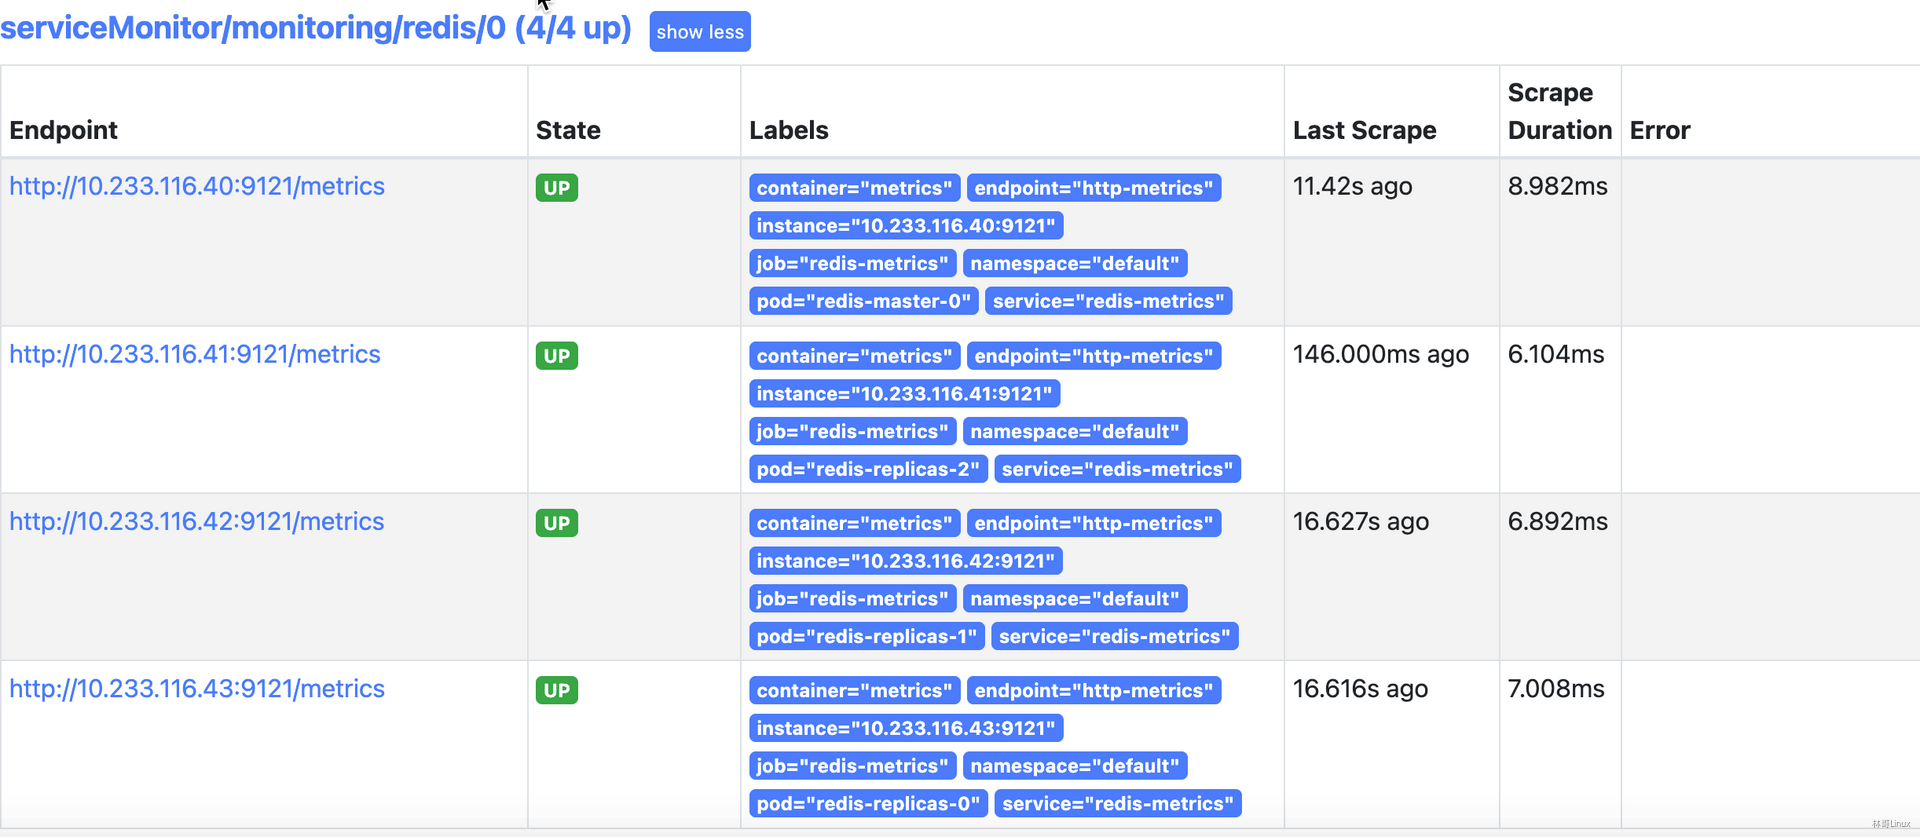 serviceMonitor/monitoring/redis/0 (4/4 up) show less
Endpoint State Labels Last Scrape Scrape Duration Error
http://10.233.116.40:9121/metrics UP container="metrics" endpoint="http-metrics" 11.42s ago 8.982ms
instance="10.233.116.40:9121"
job="redis-metrics" namespace="default"
pod="redis-master-0" service="redis-metrics"
http://10.233.116.41:9121/metrics UP container="metrics" endpoint="http-metrics" 146.000ms ago 6.104ms
instance="10.233.116.41:9121"
job="redis-metrics" namespace="default"
pod="redis-replicas-2" service="redis-metrics"
http://10.233.116.42:9121/metrics UP container="metrics" endpoint="http-metrics" 16.627s ago 6.892ms
instance="10.233.116.42:9121"
job="redis-metrics" namespace="default"
pod="redis-replicas-1" service="redis-metrics"
http://10.233.116.43:9121/metrics UP container="metrics" endpoint="http-metrics" 16.616s ago 7.008ms
instance="10.233.116.43:9121"
job="redis-metrics" namespace="default"
pod="redis-replicas-0" service="redis-metrics"
林哥Linux